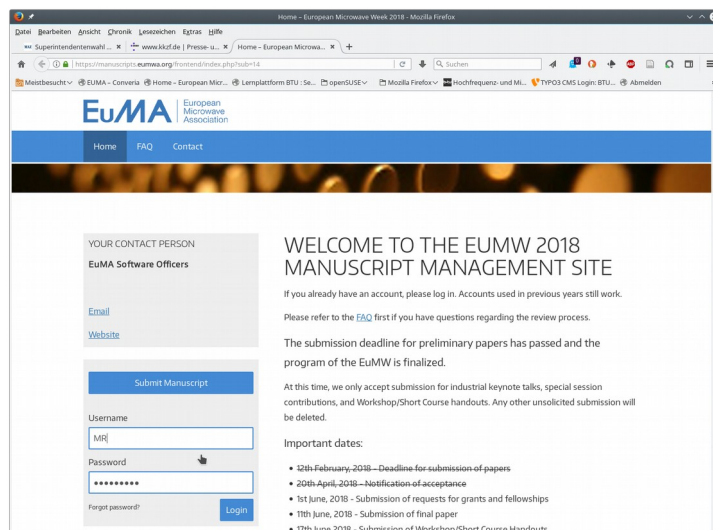 Home – European Microwave Week 2018 - Mozilla Firefox
Datei Bearbeiten Ansicht Chronik Lesezeichen Extras Hilfe
Superintendentenwahl ... www.kkzf.de | Presse- u... Home – European Microwa...
https://manuscripts.eumwa.org/frontend/index.php?sub=14
Suchen
Meistbesucht EUMA – Converia Home – European Micr... Lernplattform BTU : Se... openSUSE Mozilla Firefox Hochfrequenz- und Mi... TYPO3 CMS Login: BTU... Abmelden
EuMA European
Microwave
Association
Home FAQ Contact
YOUR CONTACT PERSON
EuMA Software Officers
Email
Website
Submit Manuscript
Username
MR
Password
Forgot password?
Login
WELCOME TO THE EUMW 2018
MANUSCRIPT MANAGEMENT SITE
If you already have an account, please log in. Accounts used in previous years still work.
Please refer to the FAQ first if you have questions regarding the review process.
The submission deadline for preliminary papers has passed and the
program of the EuMW is finalized.
At this time, we only accept submission for industrial keynote talks, special session
contributions, and Workshop/Short Course handouts. Any other unsolicited submission will
be deleted.
Important dates:
• 12th February, 2018 – Deadline for submission of papers
• 20th April, 2018 - Notification of acceptance
• 1st June, 2018 - Submission of requests for grants and fellowships
• 11th June, 2018 - Submission of final paper
• 17th June 2018 - Submission of Workshop/Short Course Handouts